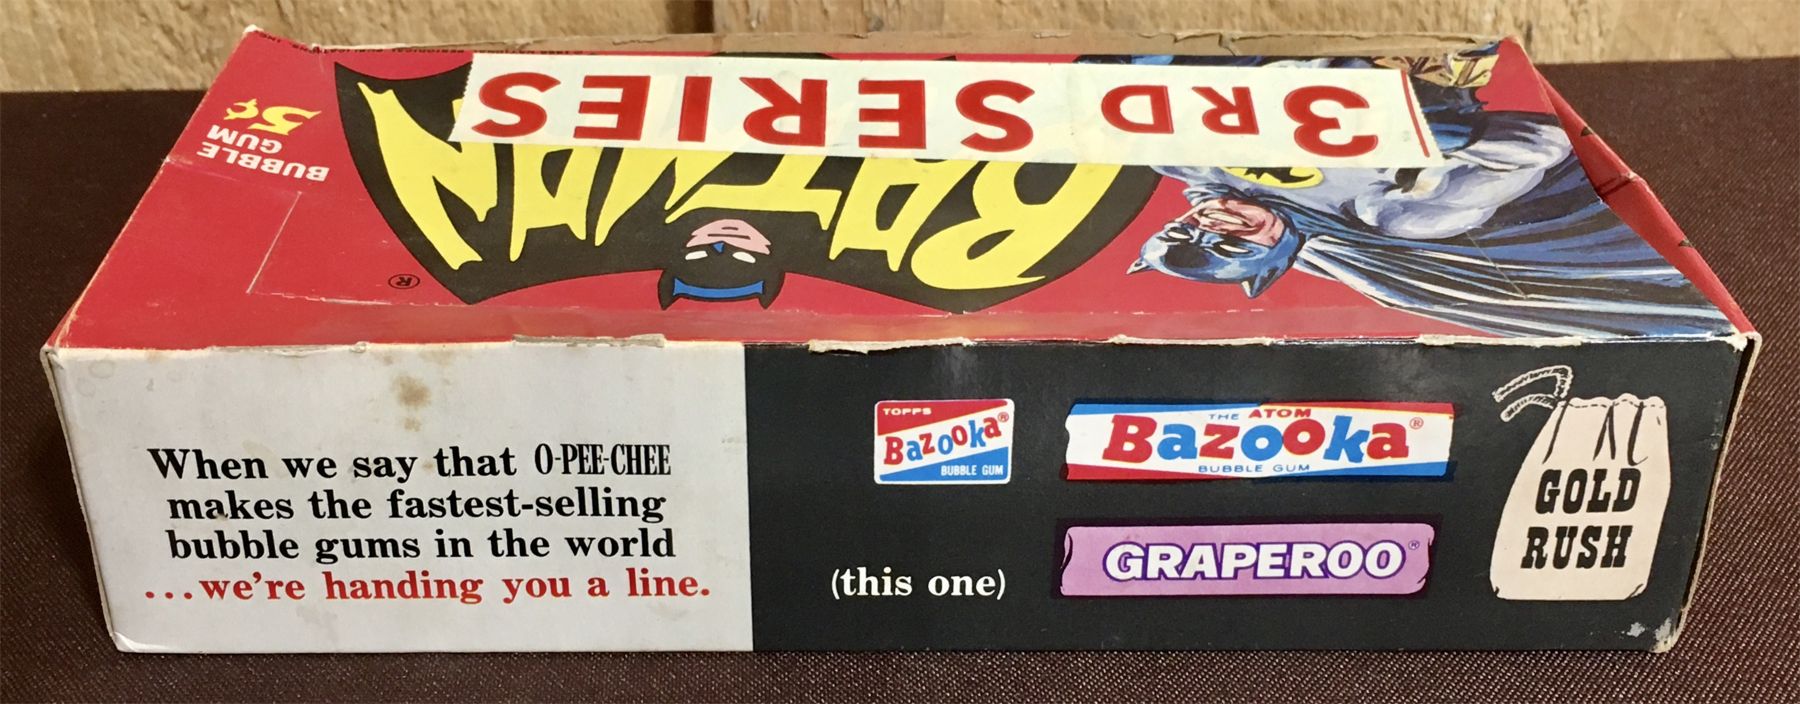 3RD SERIES
BATMAN
®
5¢
BUBBLE
GUM
When we say that O-PEE-CHEE
makes the fastest-selling
bubble gums in the world
...we're handing you a line.
(this one)
TOPPS
Bazooka®
BUBBLE GUM
THE ATOM
Bazooka®
BUBBLE GUM
GRAPEROO®
GOLD
RUSH